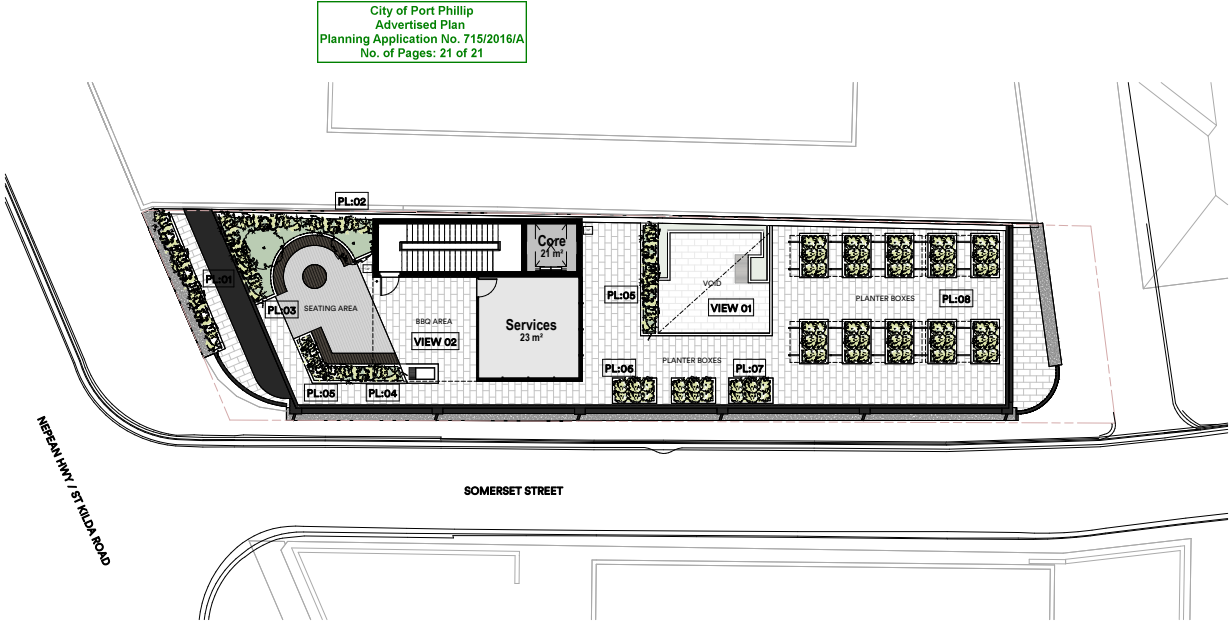 City of Port Phillip
Advertised Plan
Planning Application No. 715/2016/A
No. of Pages: 21 of 21
PL:02
PL:01
PL:03
SEATING AREA
BBQ AREA
VIEW 02
Core
21 m²
Services
23 m²
PL:05
VOID
VIEW 01
PLANTER BOXES
PL:08
PLANTER BOXES
PL:06
PL:07
PL:05
PL:04
NEPEAN HWY / ST KILDA ROAD
SOMERSET STREET